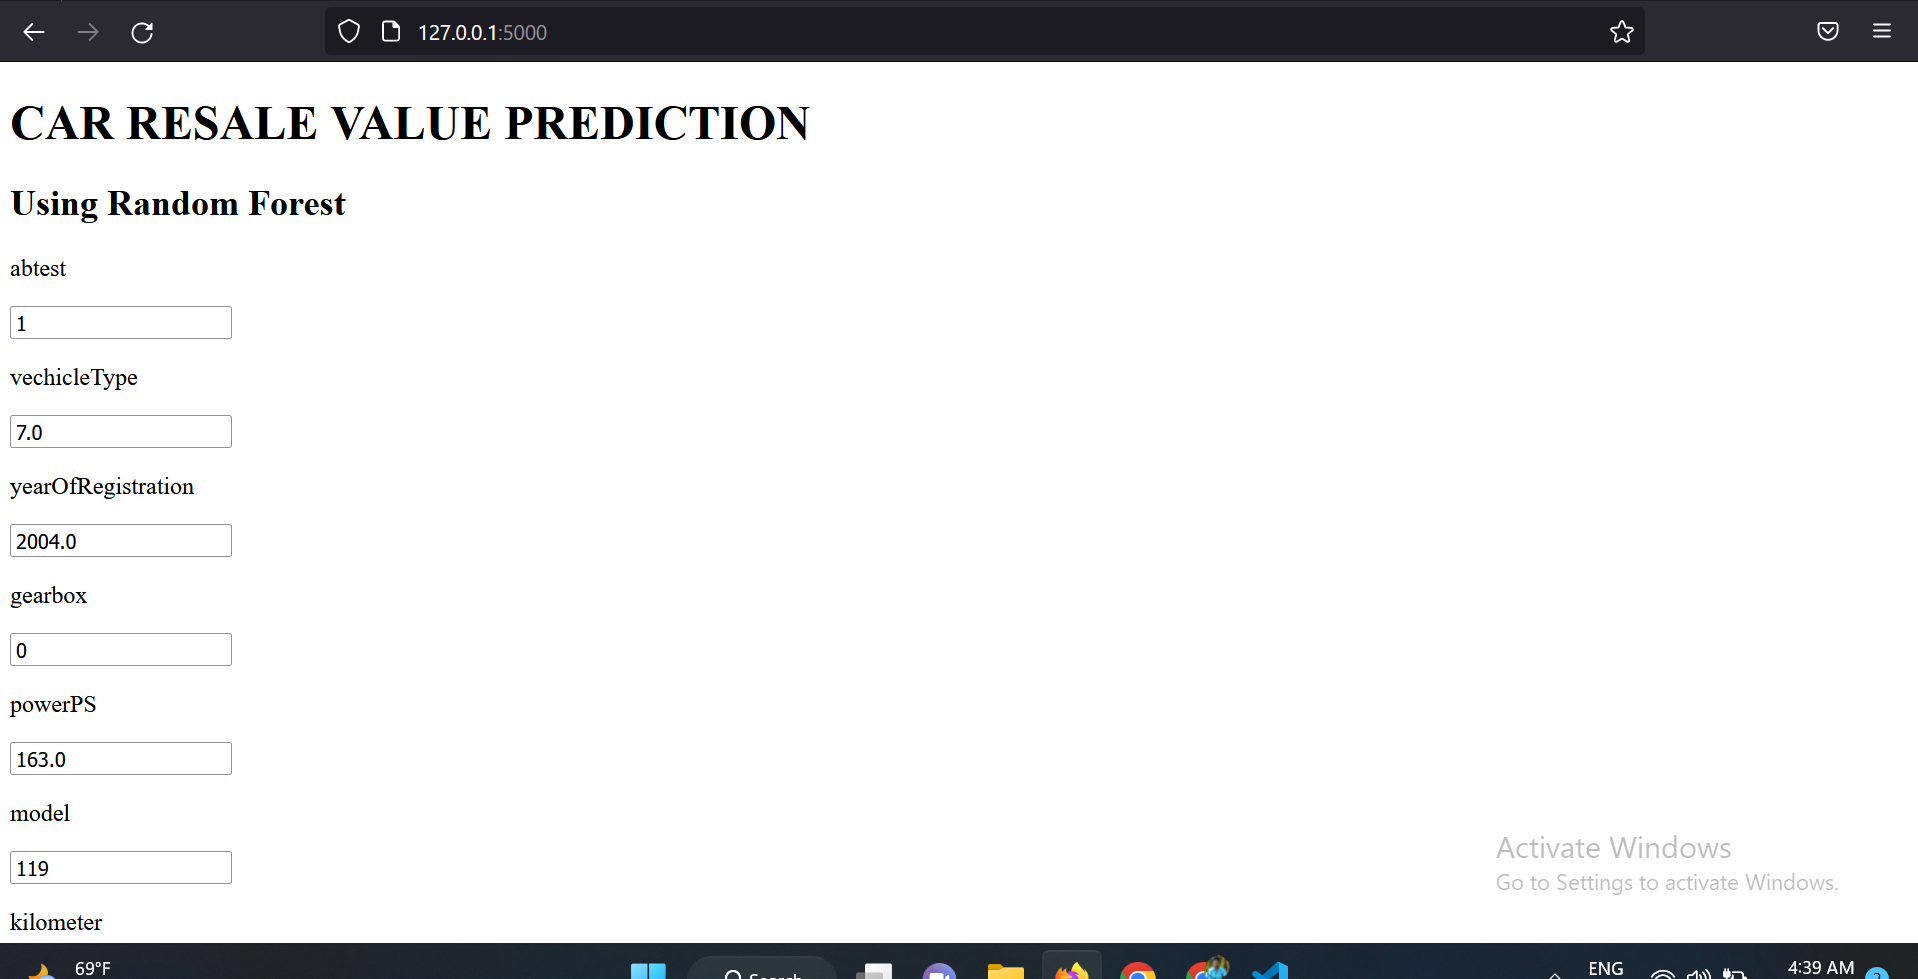 127.0.0.1:5000
CAR RESALE VALUE PREDICTION
Using Random Forest
abtest
1
vechicleType
7.0
yearOfRegistration
2004.0
gearbox
0
powerPS
163.0
model
119
kilometer
Activate Windows
Go to Settings to activate Windows.
69°F
Search
ENG
4:39 AM
2